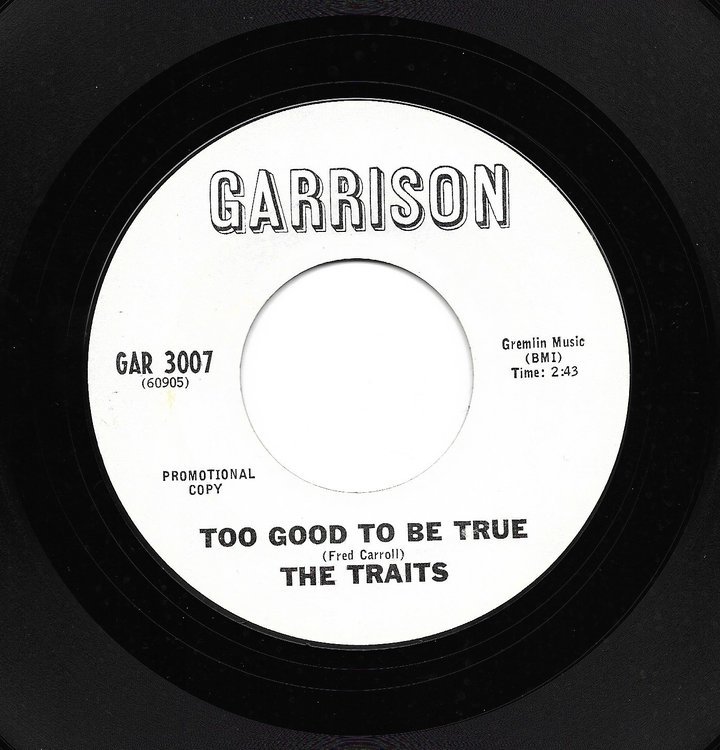 GARRISON
GAR 3007
(60905)
Gremlin Music
(BMI)
Time: 2:43
PROMOTIONAL
COPY
TOO GOOD TO BE TRUE
(Fred Carroll)
THE TRAITS